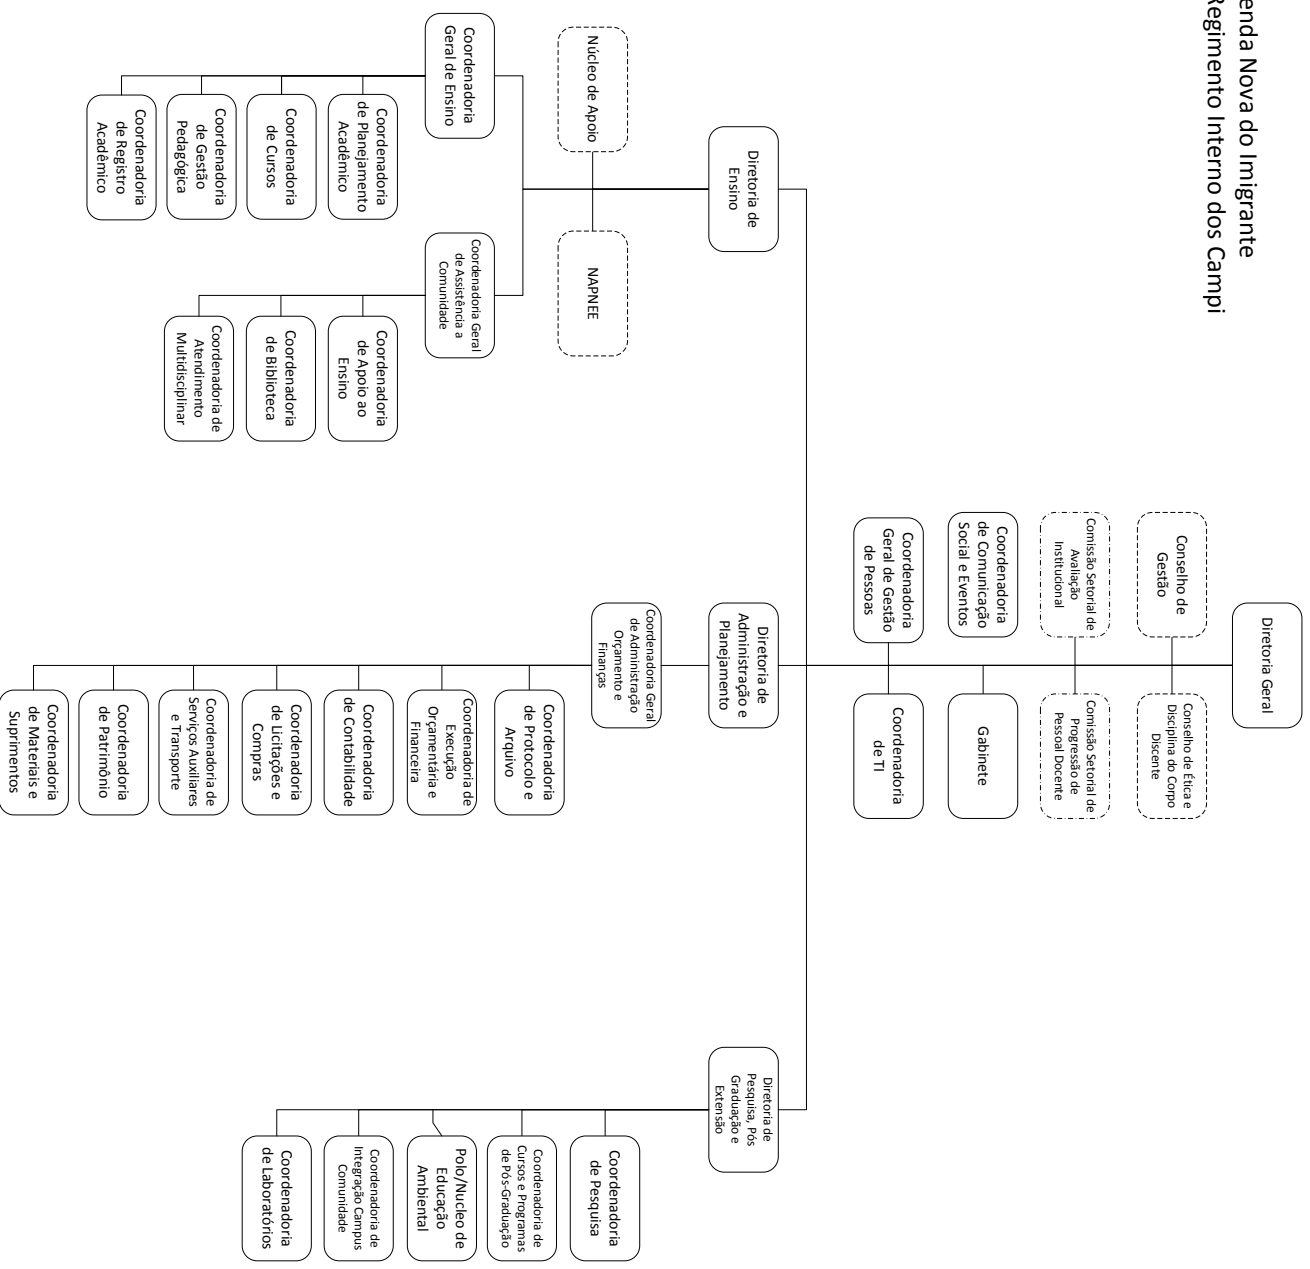 enda Nova do Imigrante
Regimento Interno dos Campi
Diretoria Geral
Conselho de
Gestão
Conselho de Ética e
Disciplina do Corpo
Discente
Comissão Setorial de
Avaliação
Institucional
Comissão Setorial de
Progressão de
Pessoal Docente
Coordenadoria
de Comunicação
Social e Eventos
Gabinete
Coordenadoria
Geral de Gestão
de Pessoas
Coordenadoria
de TI
Diretoria de
Ensino
Núcleo de Apoio
NAPNEE
Coordenadoria
Geral de Ensino
Coordenadoria
de Planejamento
Acadêmico
Coordenadoria
de Cursos
Coordenadoria
de Gestão
Pedagógica
Coordenadoria
de Registro
Acadêmico
Coordenadoria Geral
de Assistência a
Comunidade
Coordenadoria
de Apoio ao
Ensino
Coordenadoria
de Biblioteca
Coordenadoria de
Atendimento
Multidisciplinar
Diretoria de
Administração e
Planejamento
Coordenadoria Geral
de Administração
Orçamento e
Finanças
Coordenadoria
de Protocolo e
Arquivo
Coordenadoria de
Execução
Orçamentária e
Financeira
Coordenadoria
de Contabilidade
Coordenadoria
de Licitações e
Compras
Coordenadoria de
Serviços Auxiliares
e Transporte
Coordenadoria
de Patrimônio
Coordenadoria
de Materiais e
Suprimentos
Diretoria de
Pesquisa, Pós
Graduação e
Extensão
Coordenadoria
de Pesquisa
Coordenadoria de
Cursos e Programas
de Pós-Graduação
Polo/Nucleo de
Educação
Ambiental
Coordenadoria de
Integração Campus
Comunidade
Coordenadoria
de Laboratórios